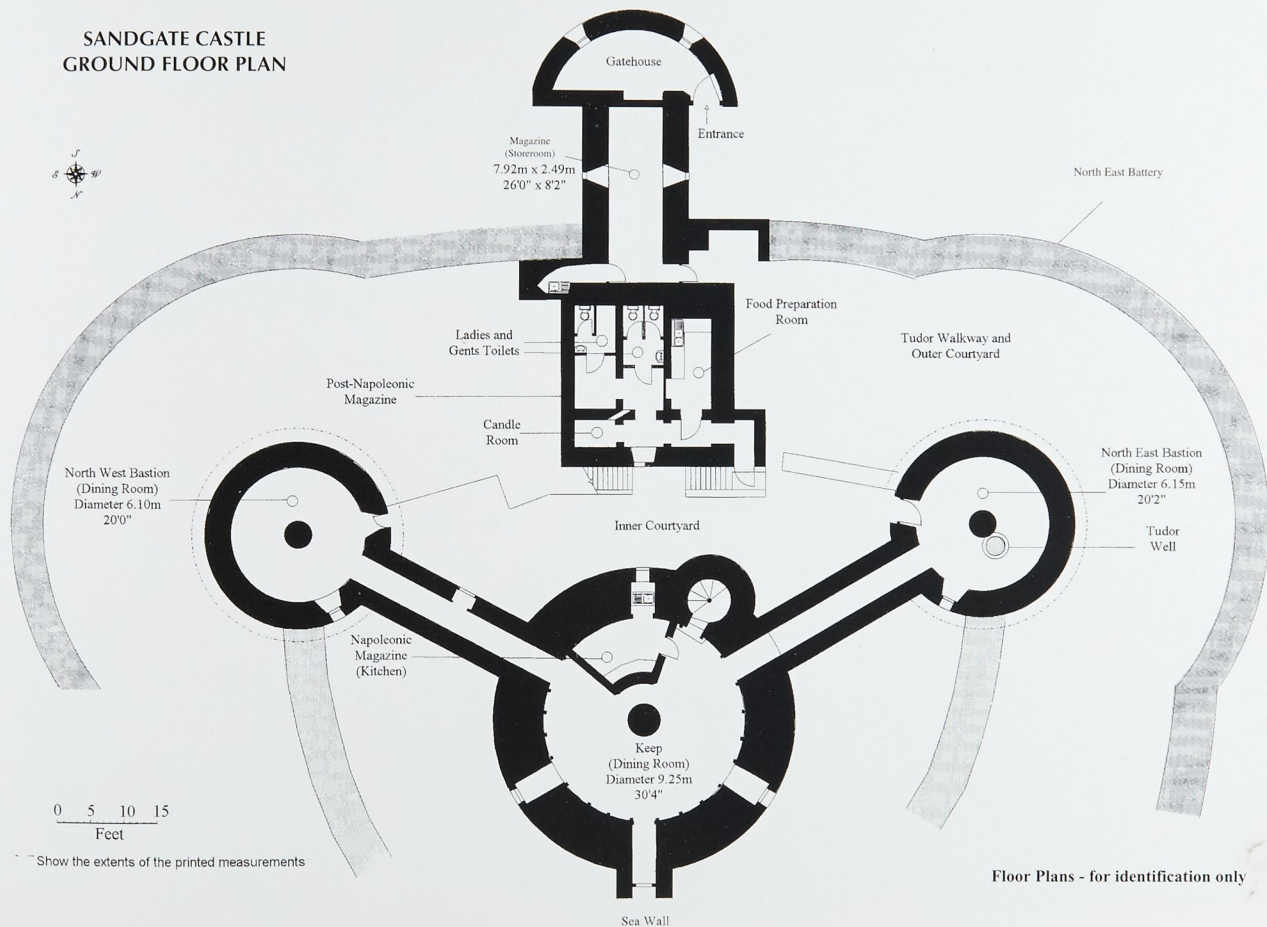 SANDGATE CASTLE
GROUND FLOOR PLAN
S
E W
N
Gatehouse
Entrance
Magazine
(Storeroom)
7.92m x 2.49m
26'0" x 8'2"
North East Battery
Ladies and
Gents Toilets
Food Preparation
Room
Tudor Walkway and
Outer Courtyard
Post-Napoleonic
Magazine
Candle
Room
North West Bastion
(Dining Room)
Diameter 6.10m
20'0"
North East Bastion
(Dining Room)
Diameter 6.15m
20'2"
Inner Courtyard
Tudor
Well
Napoleonic
Magazine
(Kitchen)
Keep
(Dining Room)
Diameter 9.25m
30'4"
0 5 10 15
Feet
Show the extents of the printed measurements
Floor Plans - for identification only
Sea Wall